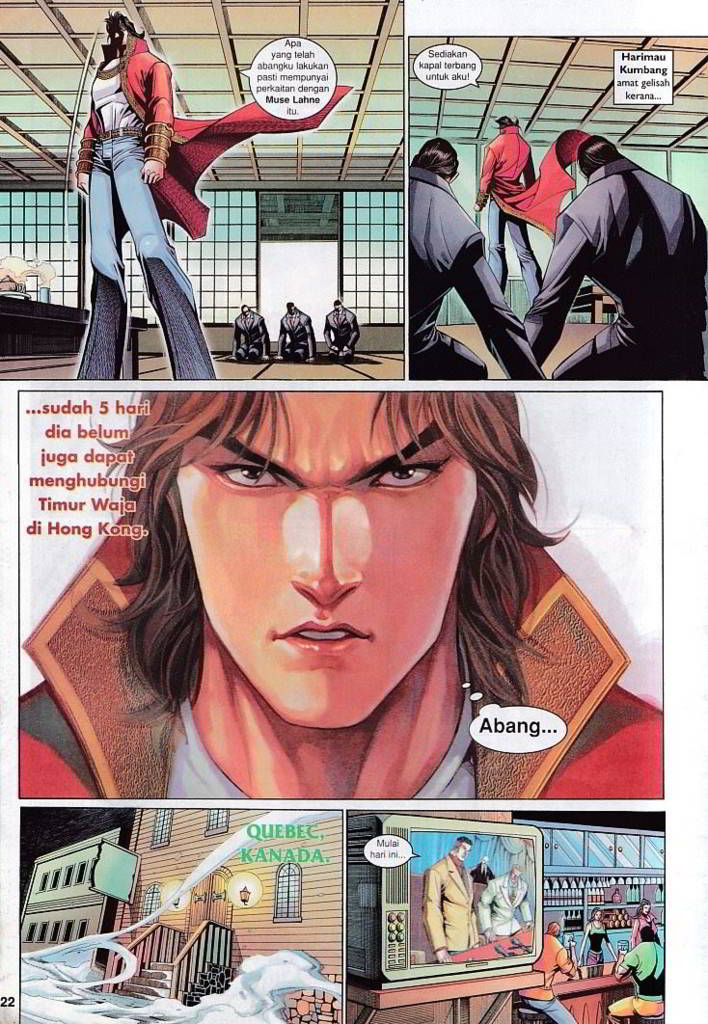 Apa
yang telah
abangku lakukan
pasti mempunyai
perkaitan dengan
Muse Lahne
itu.
Sediakan
kapal terbang
untuk aku!
Harimau
Kumbang
amat gelisah
kerana...
...sudah 5 hari
dia belum
juga dapat
menghubungi
Timur Waja
di Hong Kong.
Abang...
QUEBEC,
KANADA.
Mulai
hari ini...
22